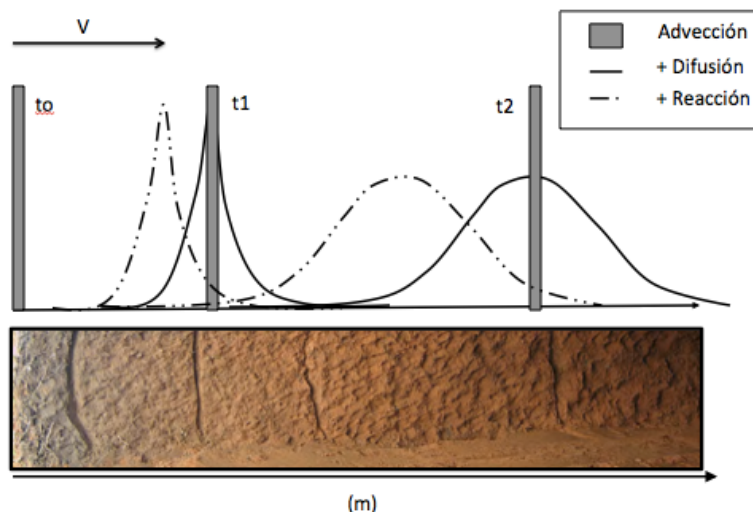 V
to
t1
t2
Advección
+ Difusión
+ Reacción
(m)